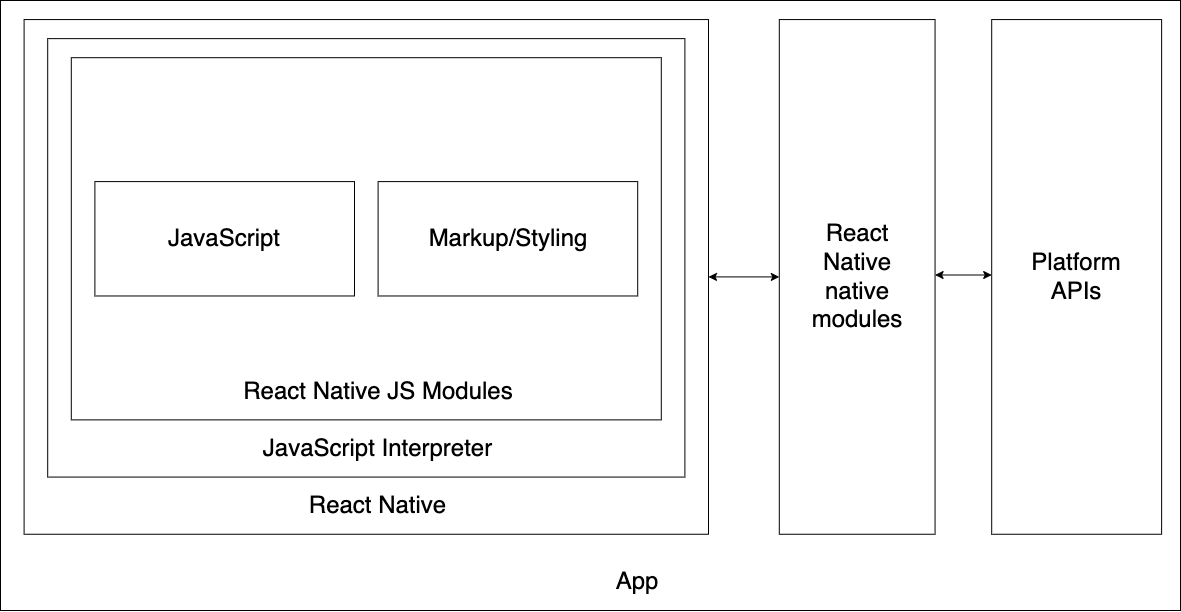 JavaScript
Markup/Styling
React Native JS Modules
JavaScript Interpreter
React Native
React
Native
native
modules
Platform
APIs
App